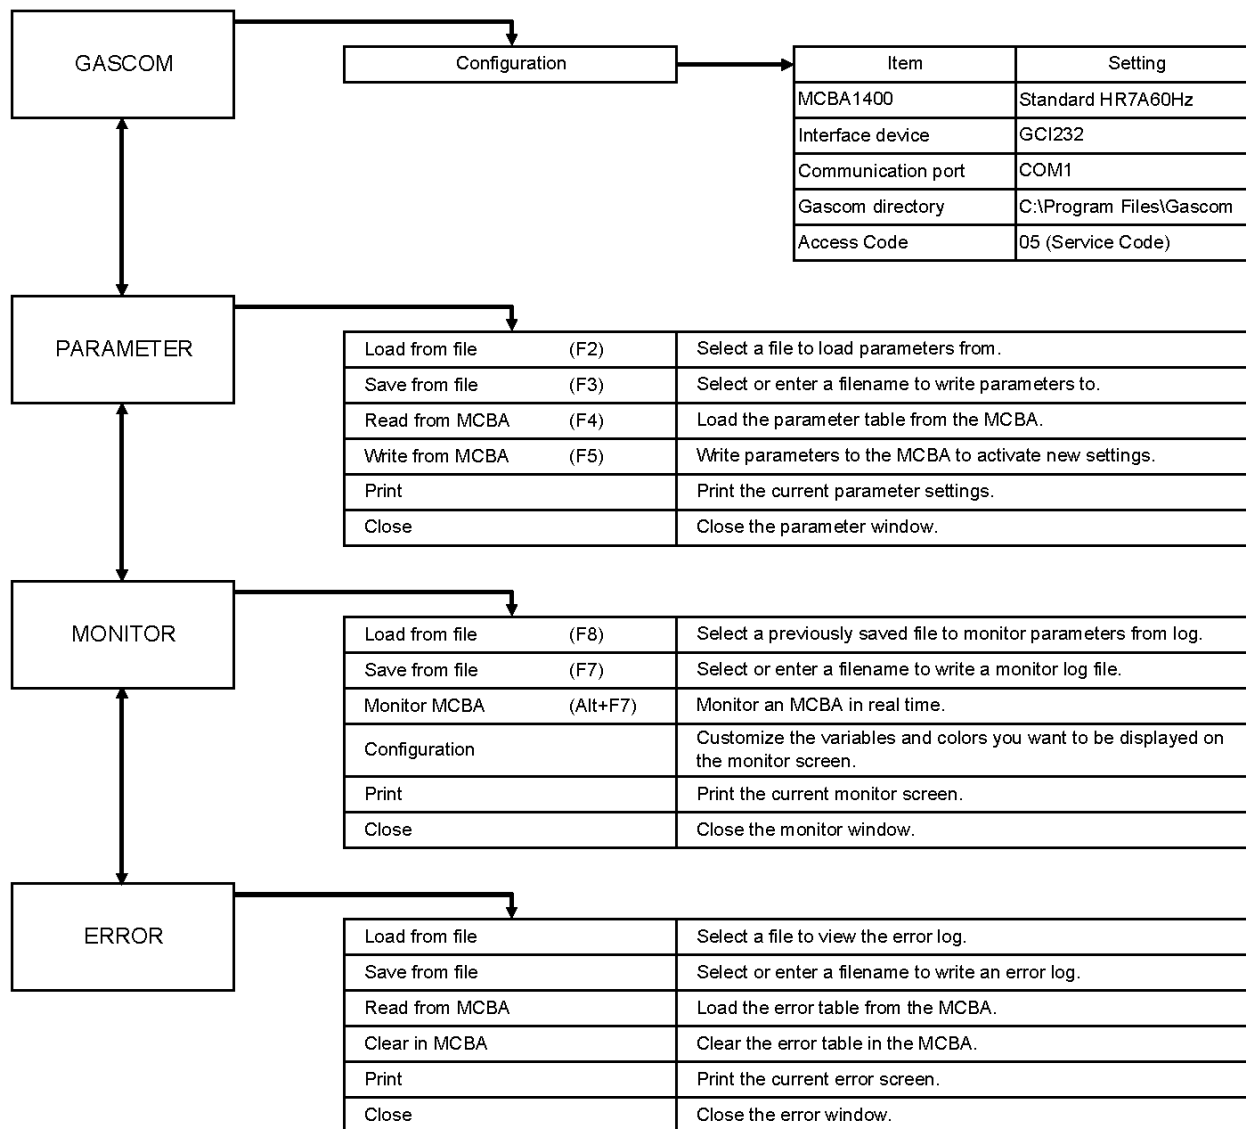 GASCOM
Configuration
Item Setting
MCBA1400 Standard HR7A60Hz
Interface device GCI232
Communication port COM1
Gascom directory C:\Program Files\Gascom
Access Code 05 (Service Code)
PARAMETER
Load from file (F2) Select a file to load parameters from.
Save from file (F3) Select or enter a filename to write parameters to.
Read from MCBA (F4) Load the parameter table from the MCBA.
Write from MCBA (F5) Write parameters to the MCBA to activate new settings.
Print Print the current parameter settings.
Close Close the parameter window.
MONITOR
Load from file (F8) Select a previously saved file to monitor parameters from log.
Save from file (F7) Select or enter a filename to write a monitor log file.
Monitor MCBA (Alt+F7) Monitor an MCBA in real time.
Configuration Customize the variables and colors you want to be displayed on
the monitor screen.
Print Print the current monitor screen.
Close Close the monitor window.
ERROR
Load from file Select a file to view the error log.
Save from file Select or enter a filename to write an error log.
Read from MCBA Load the error table from the MCBA.
Clear in MCBA Clear the error table in the MCBA.
Print Print the current error screen.
Close Close the error window.